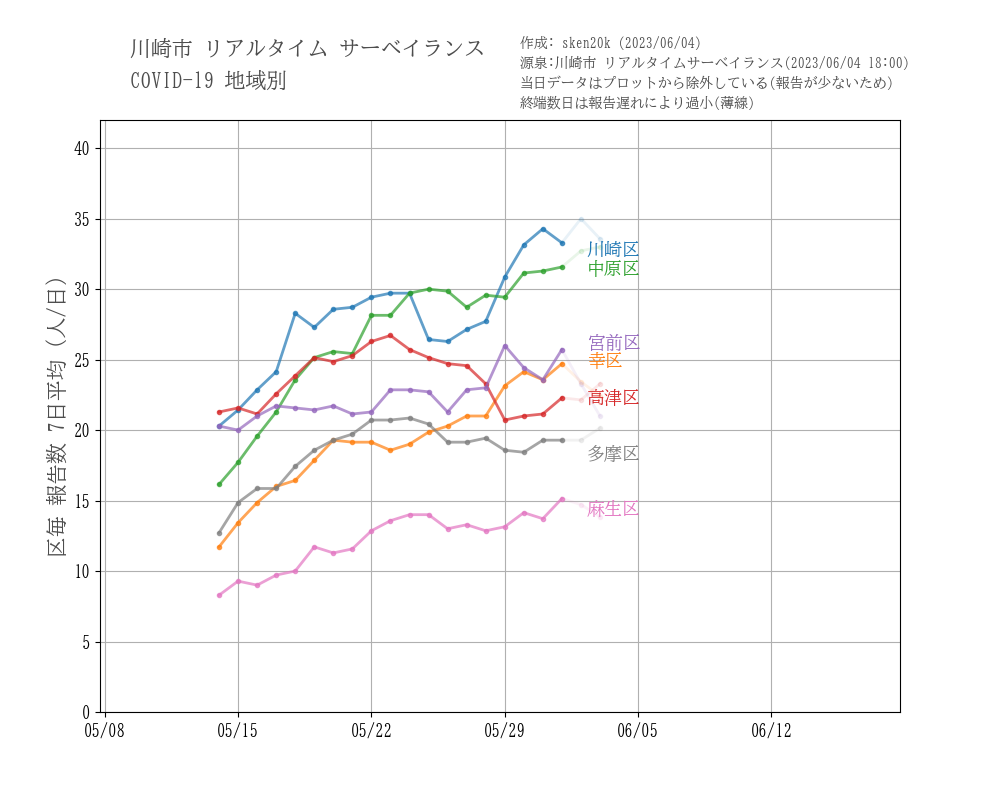 川崎市 リアルタイム サーベイランス
COVID-19 地域別
作成: sken20k (2023/06/04)
源泉:川崎市 リアルタイムサーベイランス(2023/06/04 18:00)
当日データはプロットから除外している(報告が少ないため)
終端数日は報告遅れにより過小(薄線)
区毎 報告数 7日平均 (人/日)
40
35
30
25
20
15
10
5
0
川崎区
中原区
宮前区
幸区
高津区
多摩区
麻生区
05/08
05/15
05/22
05/29
06/05
06/12